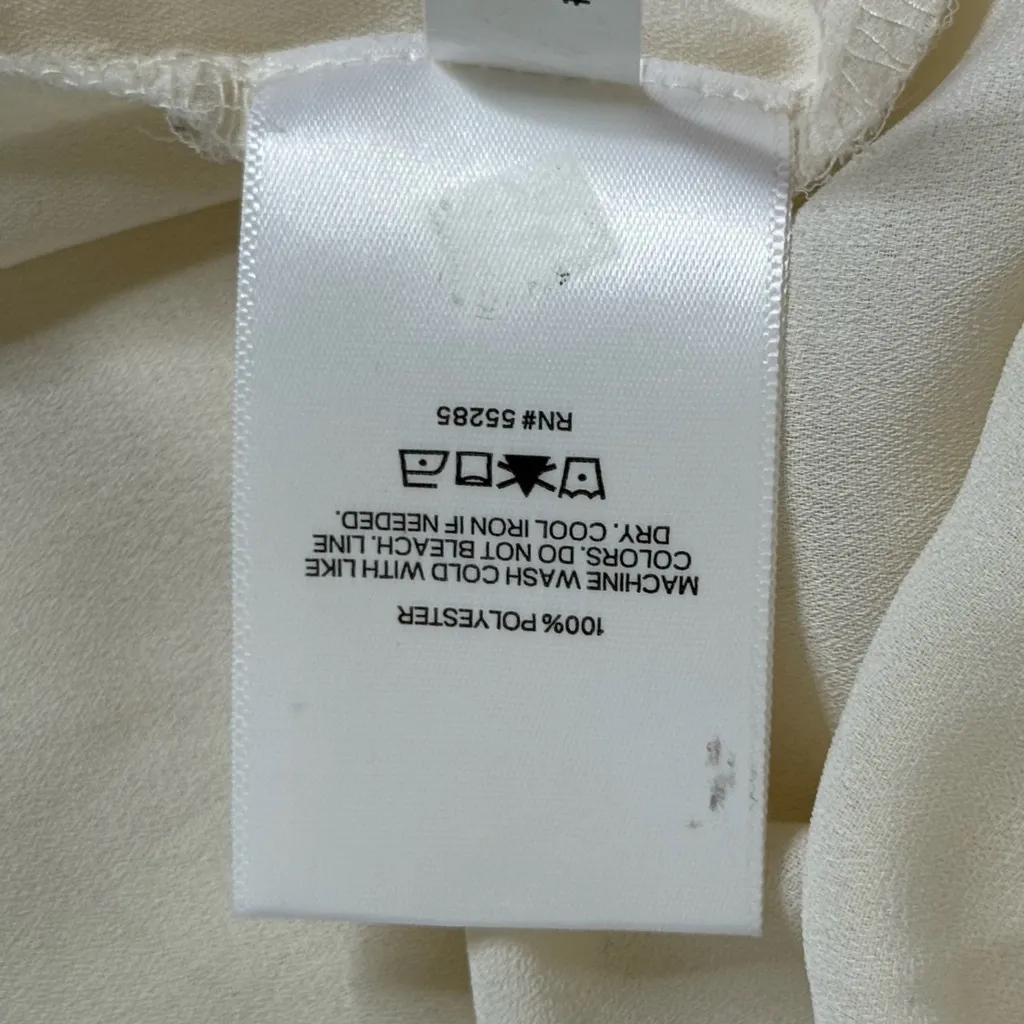 100% POLYESTER
MACHINE WASH COLD WITH LIKE
COLORS. DO NOT BLEACH. LINE
DRY. COOL IRON IF NEEDED.
RN# 55285